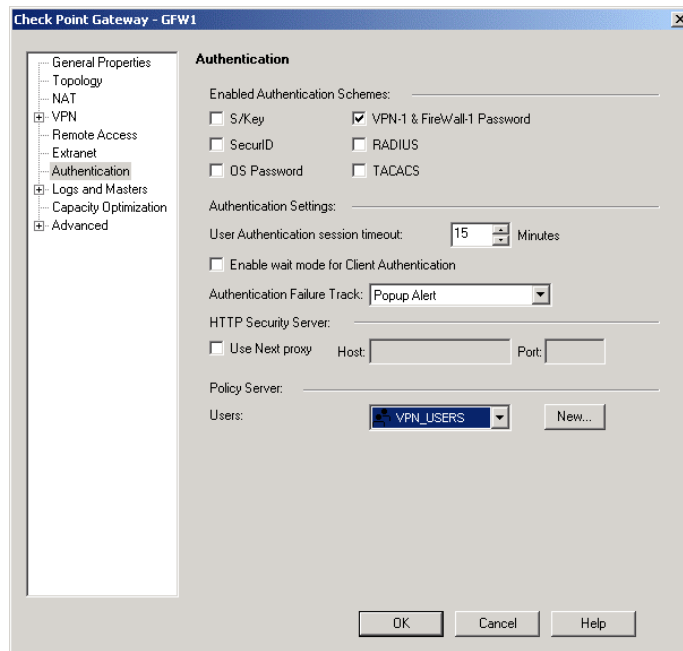 Check Point Gateway - GFW1
General Properties
Topology
NAT
VPN
Remote Access
Extranet
Authentication
Logs and Masters
Capacity Optimization
Advanced
Authentication
Enabled Authentication Schemes:
S/Key VPN-1 & FireWall-1 Password
SecurID RADIUS
OS Password TACACS
Authentication Settings:
User Authentication session timeout: 15 Minutes
Enable wait mode for Client Authentication
Authentication Failure Track: Popup Alert
HTTP Security Server:
Use Next proxy Host: Port:
Policy Server:
Users: VPN_USERS New...
OK Cancel Help